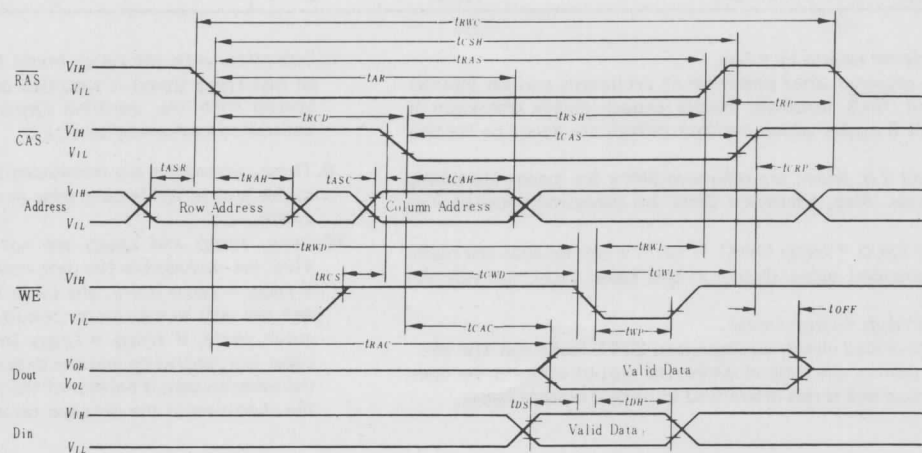 tRWC
tCSH
tRAS
tAR
RAS VIH
VIL
tRP
tRCD tRSH
CAS VIH
VIL
tCAS
tCRP
tASR tRAH tASC tCAH
Address VIH
VIL
Row Address Column Address
tRWD tRWL
tRCS tCWD tCWL
WE VIH
VIL
tCAC tWP tOFF
tRAC
Dout VOH
VOL
Valid Data
tDS tDH
Din VIH
VIL
Valid Data